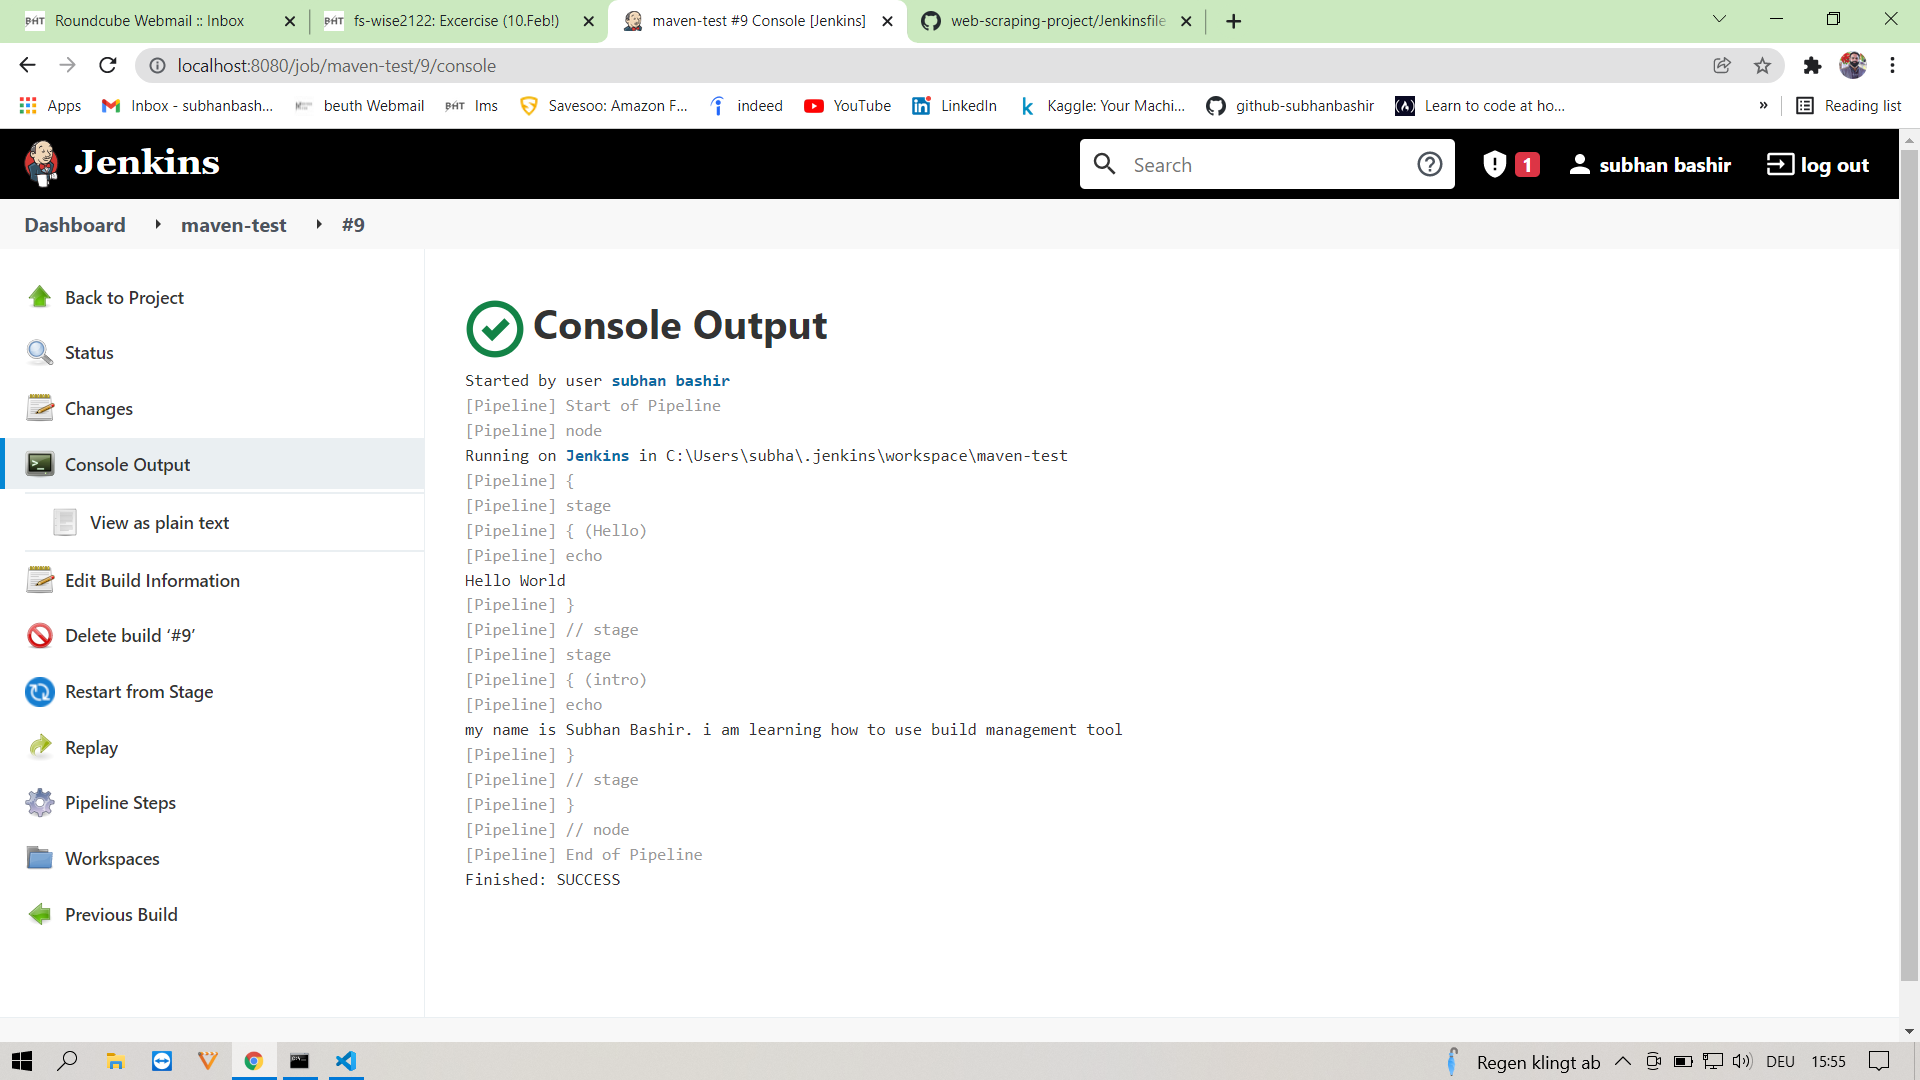 Roundcube Webmail :: Inbox
fs-wise2122: Excercise (10.Feb!)
maven-test #9 Console [Jenkins]
web-scraping-project/Jenkinsfile
localhost:8080/job/maven-test/9/console
Apps
Inbox - subhanbash...
beuth Webmail
BHT
lms
Savesoo: Amazon F...
indeed
YouTube
LinkedIn
Kaggle: Your Machi...
github-subhanbashir
Learn to code at ho...
»
Reading list
Jenkins
Search
1
subhan bashir
log out
Dashboard
maven-test
#9
Back to Project
Status
Changes
Console Output
View as plain text
Edit Build Information
Delete build ‘#9’
Restart from Stage
Replay
Pipeline Steps
Workspaces
Previous Build
Console Output
Started by user subhan bashir
[Pipeline] Start of Pipeline
[Pipeline] node
Running on Jenkins in C:\Users\subha\.jenkins\workspace\maven-test
[Pipeline] {
[Pipeline] stage
[Pipeline] { (Hello)
[Pipeline] echo
Hello World
[Pipeline] }
[Pipeline] // stage
[Pipeline] stage
[Pipeline] { (intro)
[Pipeline] echo
my name is Subhan Bashir. i am learning how to use build management tool
[Pipeline] }
[Pipeline] // stage
[Pipeline] }
[Pipeline] // node
[Pipeline] End of Pipeline
Finished: SUCCESS
Regen klingt ab
DEU
15:55